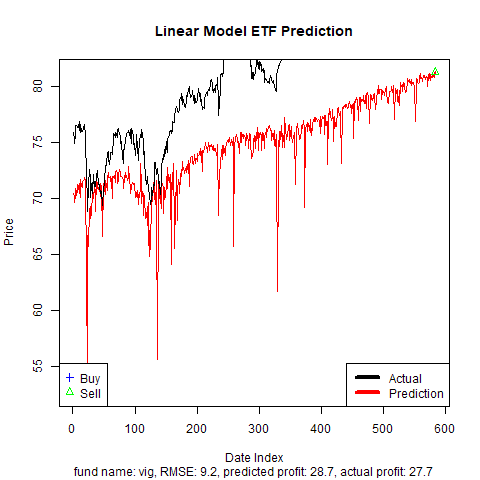 Linear Model ETF Prediction
Price
80
75
70
65
60
55
Buy
Sell
Actual
Prediction
0 100 200 300 400 500 600
Date Index
fund name: vig, RMSE: 9.2, predicted profit: 28.7, actual profit: 27.7